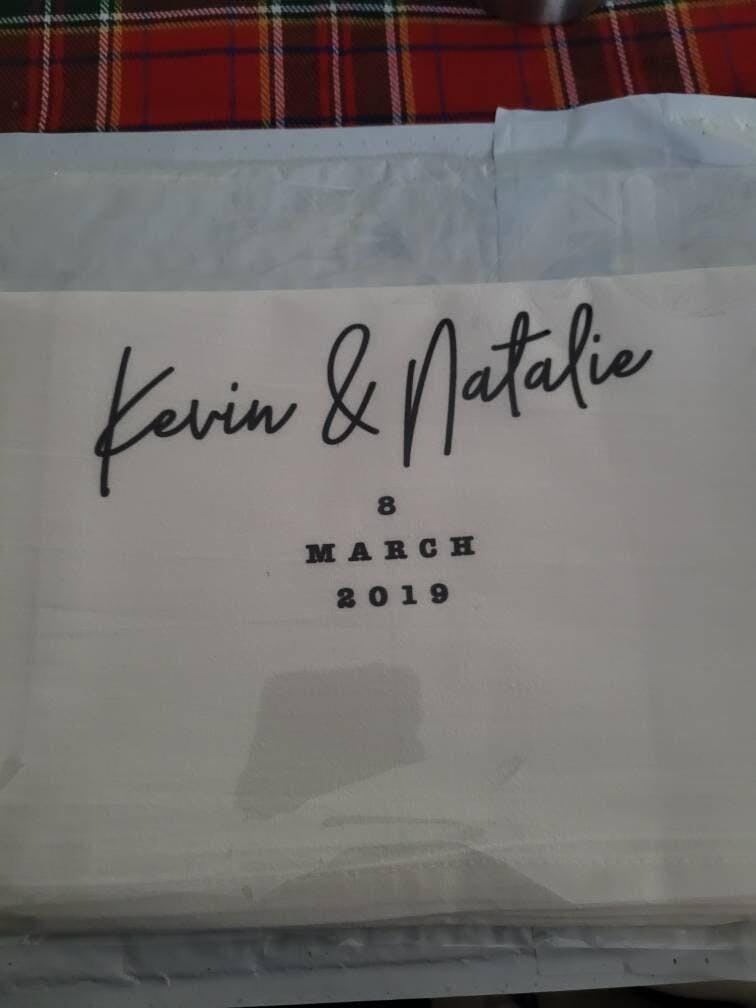 Kevin & Natalie
8
MARCH
2019